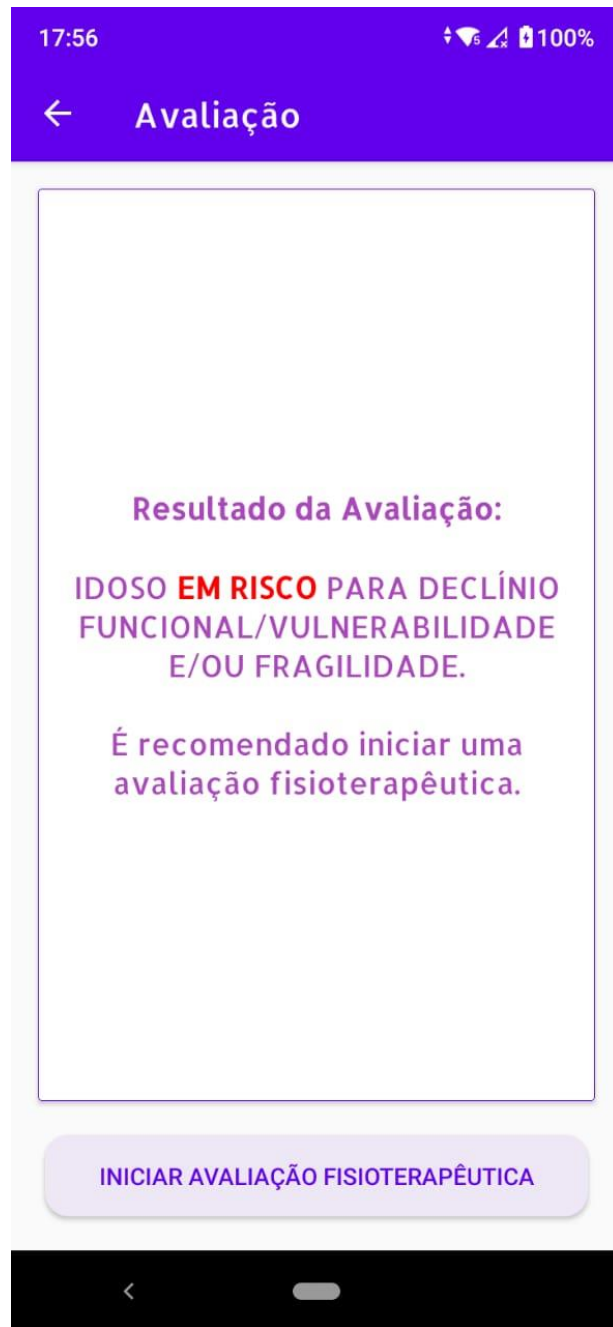 17:56
5
100%
Avaliação
Resultado da Avaliação:
IDOSO EM RISCO PARA DECLÍNIO
FUNCIONAL/VULNERABILIDADE
E/OU FRAGILIDADE.
É recomendado iniciar uma
avaliação fisioterapêutica.
INICIAR AVALIAÇÃO FISIOTERAPÊUTICA